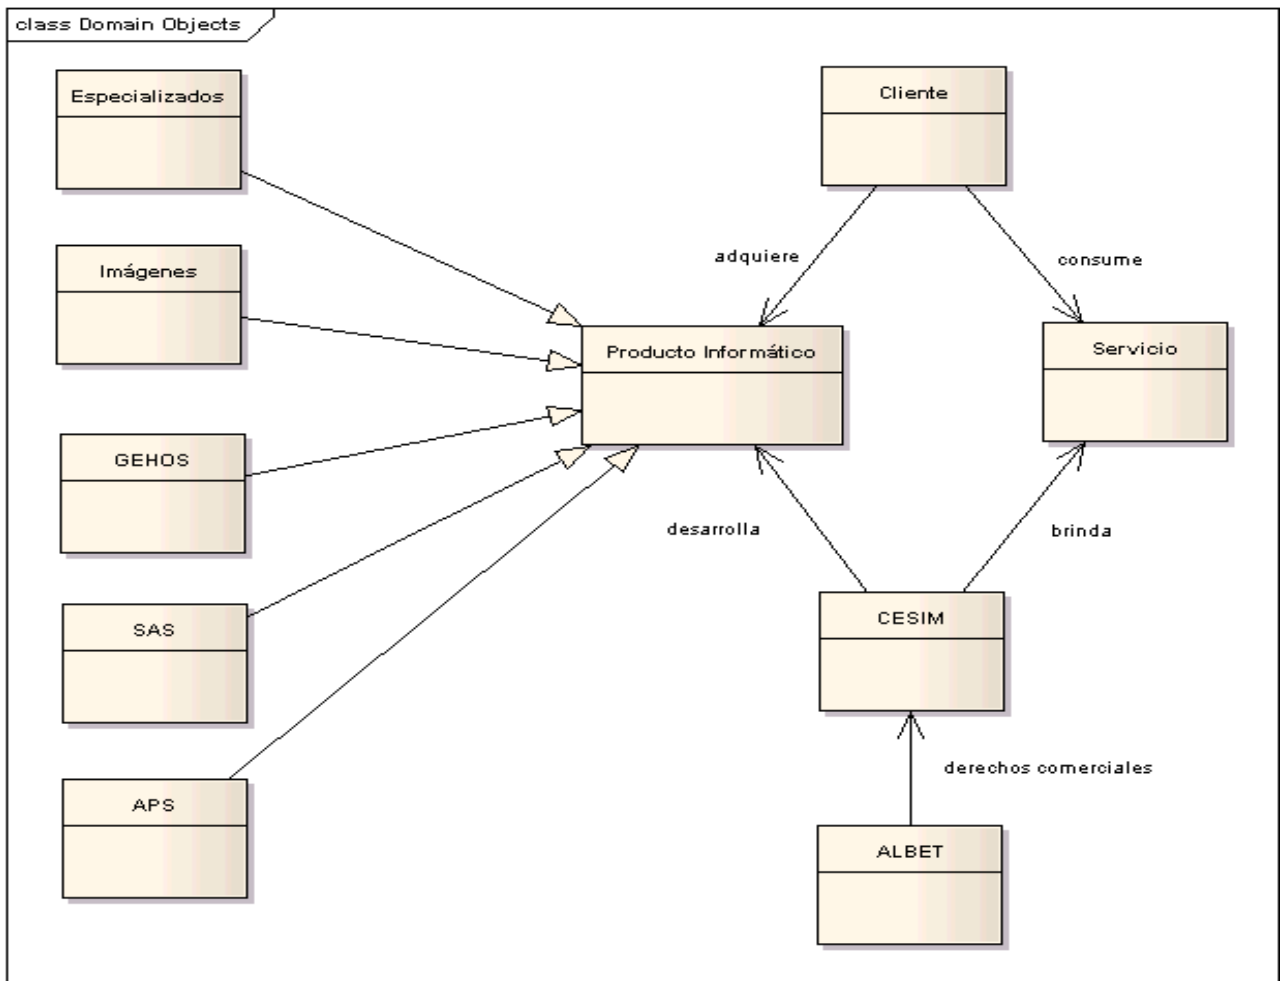 class Domain Objects
Especializados
Cliente
Imágenes
adquiere
consume
Producto Informático
Servicio
GEHOS
desarrolla
brinda
SAS
CESIM
derechos comerciales
APS
ALBET